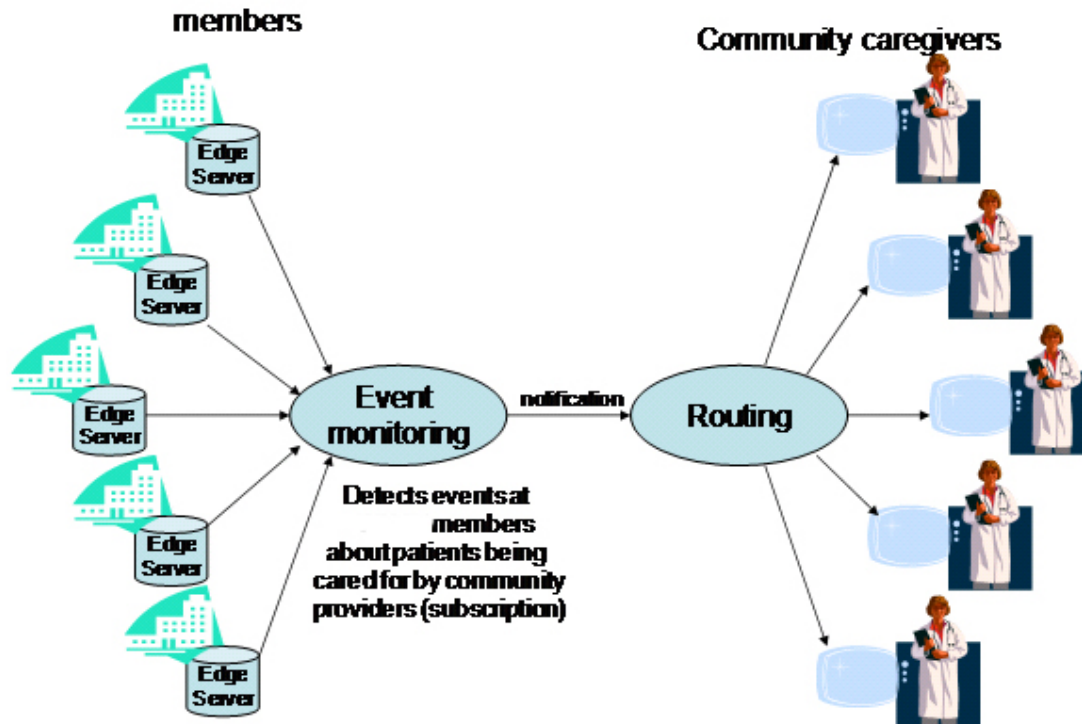 members
Community caregivers
Edge
Server
Edge
Server
Edge
Server
Edge
Server
Edge
Server
Event
monitoring
notification
Routing
Detects events at
members
about patients being
cared for by community
providers (subscription)